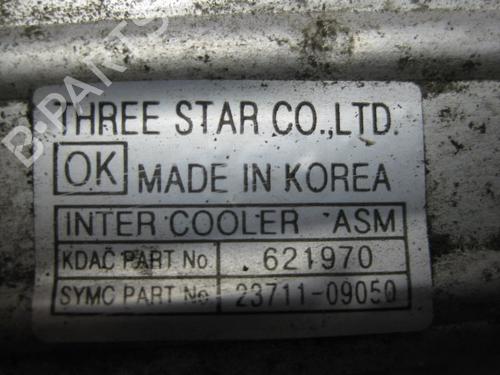 THREE STAR CO.,LTD.
OK MADE IN KOREA
INTER COOLER ASM
KDAC PART No 621970
SYMC PART No 23711-09050
B-PARTS